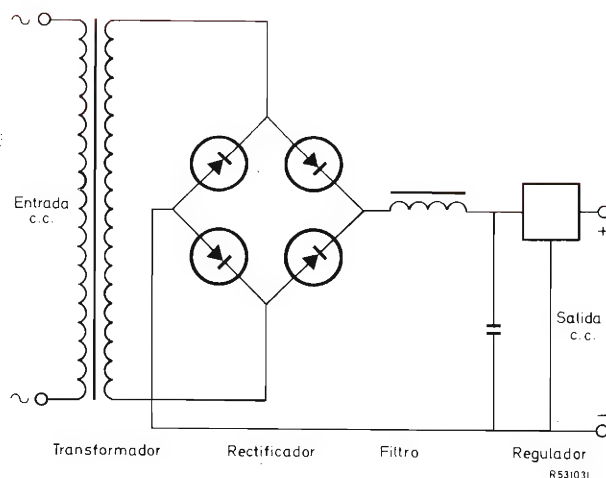 Entrada
c.c.
+
Salida
c.c.
−
Transformador Rectificador Filtro Regulador
R531031